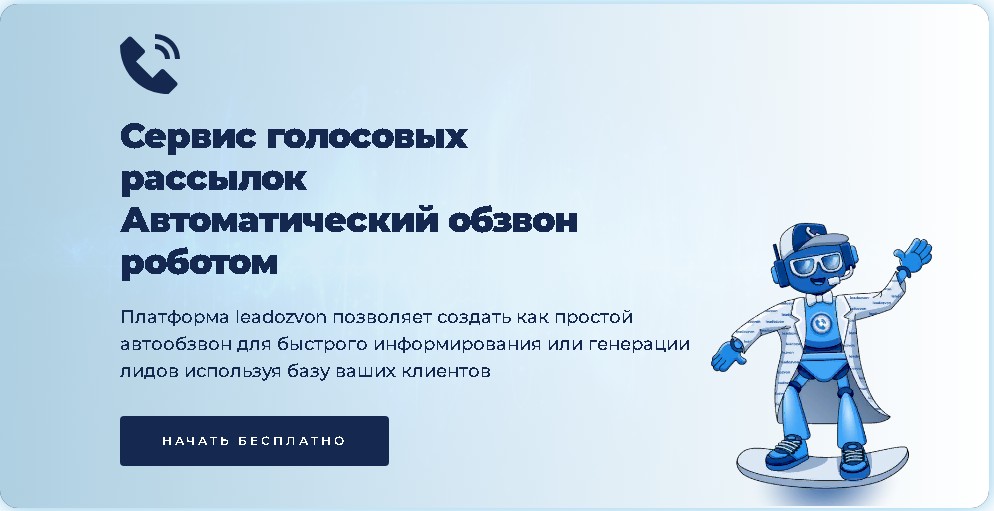 Сервис голосовых
рассылок
Автоматический обзвон
роботом
Платформа leadozvon позволяет создать как простой
автообзвон для быстрого информирования или генерации
лидов используя базу ваших клиентов
НАЧАТЬ БЕСПЛАТНО